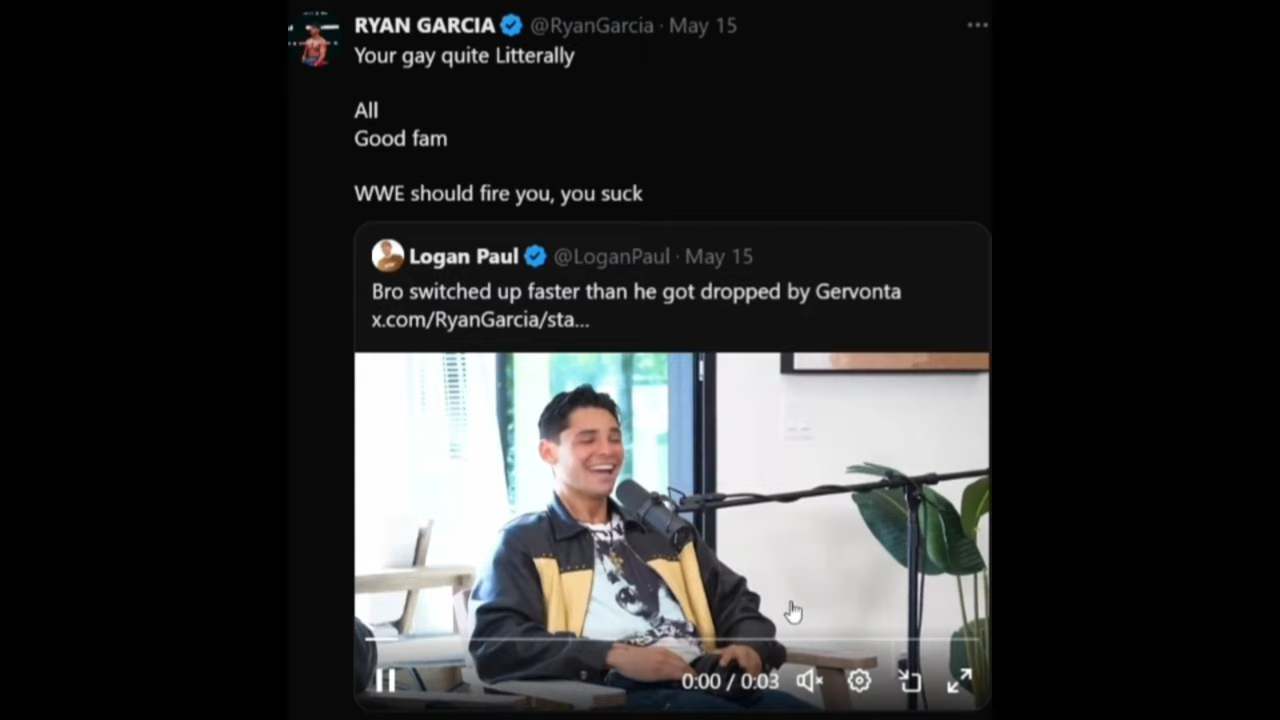 RYAN GARCIA @RyanGarcia · May 15
Your gay quite Litterally
All
Good fam
WWE should fire you, you suck
Logan Paul @LoganPaul · May 15
Bro switched up faster than he got dropped by Gervonta
x.com/RyanGarcia/sta...
0:00 / 0:03